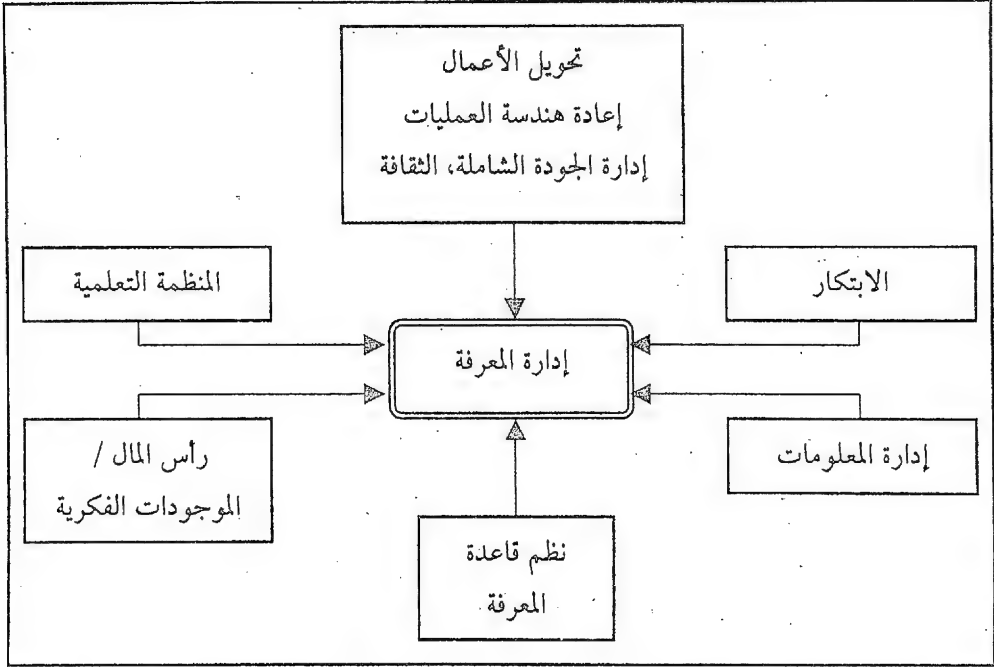 تحويل الأعمال
إعادة هندسة العمليات
إدارة الجودة الشاملة، الثقافة
الابتكار
المنظمة التعلمية
إدارة المعرفة
إدارة المعلومات
رأس المال /
الموجودات الفكرية
نظم قاعدة
المعرفة